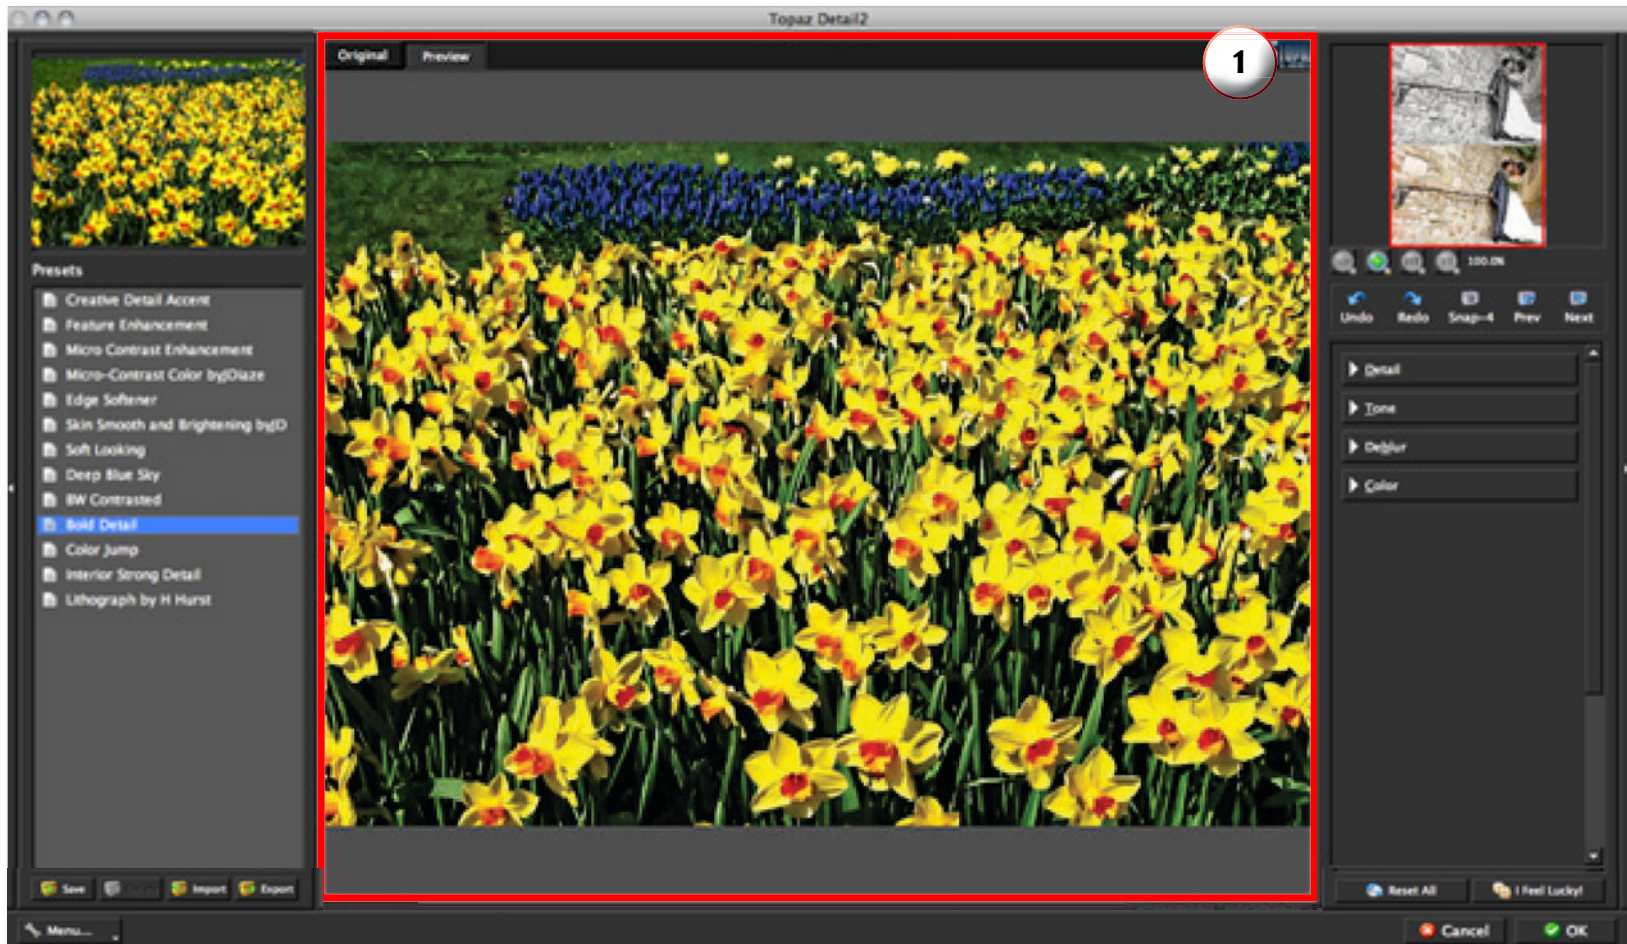 Topaz Detail2
Original
Preview
1
Presets
Creative Detail Accent
Feature Enhancement
Micro Contrast Enhancement
Micro-Contrast Color byJDiaze
Edge Softener
Skin Smooth and Brightening byJD
Soft Looking
Deep Blue Sky
BW Contrasted
Bold Detail
Color Jump
Interior Strong Detail
Lithograph by H Hurst
Save
Import
Export
Menu...
100.0%
Undo
Redo
Snap-4
Prev
Next
Detail
Tone
Deblur
Color
Reset All
I Feel Lucky!
Cancel
OK